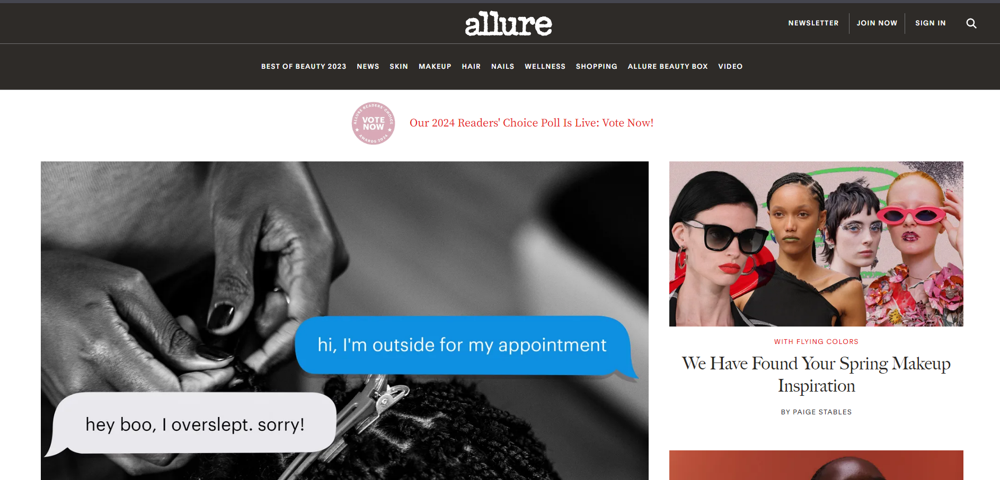 allure
NEWSLETTER
JOIN NOW
SIGN IN
BEST OF BEAUTY 2023 NEWS SKIN MAKEUP HAIR NAILS WELLNESS SHOPPING ALLURE BEAUTY BOX VIDEO
ALLURE READERS' CHOICE
VOTE
NOW
AWARDS 2024
Our 2024 Readers' Choice Poll Is Live: Vote Now!
hi, I'm outside for my appointment
hey boo, I overslept. sorry!
WITH FLYING COLORS
We Have Found Your Spring Makeup
Inspiration
BY PAIGE STABLES